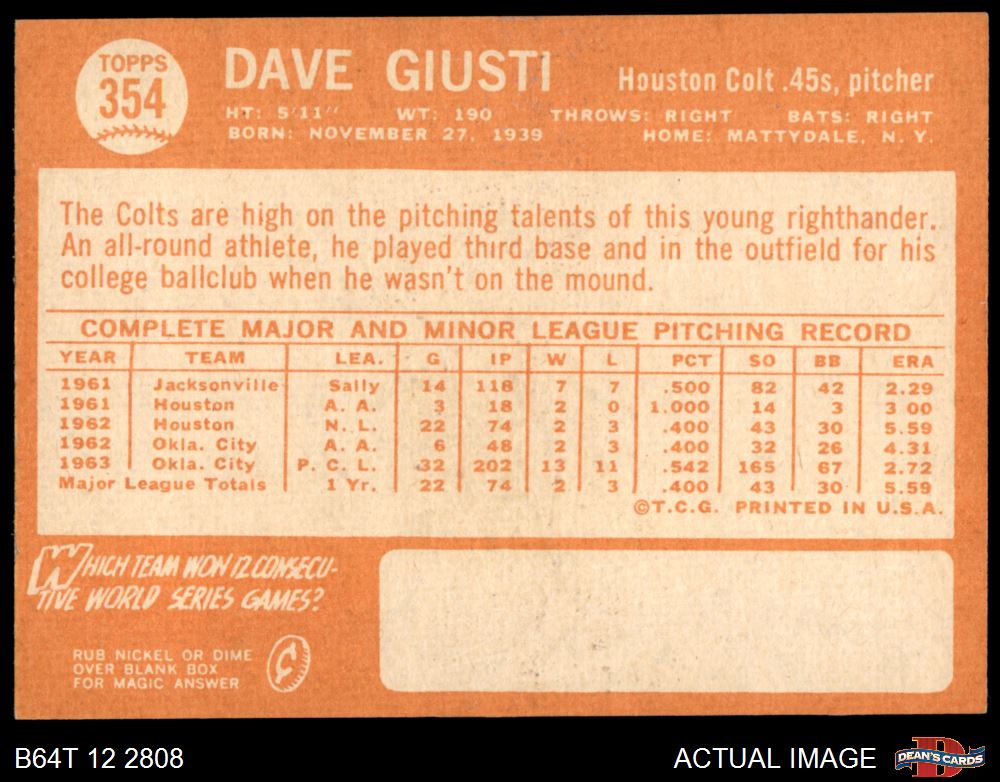 TOPPS
354
DAVE GIUSTI
Houston Colt .45s, pitcher
HT: 5'11" WT: 190 THROWS: RIGHT BATS: RIGHT
BORN: NOVEMBER 27, 1939 HOME: MATTYDALE, N. Y.
The Colts are high on the pitching talents of this young righthander.
An all-round athlete, he played third base and in the outfield for his
college ballclub when he wasn't on the mound.
COMPLETE MAJOR AND MINOR LEAGUE PITCHING RECORD
YEAR TEAM LEA. G IP W L PCT SO BB ERA
1961 Jacksonville Sally 14 118 7 7 .500 82 42 2.29
1961 Houston A. A. 3 18 2 0 1.000 14 3 3 00
1962 Houston N. L. 22 74 2 3 .400 43 30 5.59
1962 Okla. City A. A. 6 48 2 3 .400 32 26 4.31
1963 Okla. City P. C. L. 32 202 13 11 .542 165 67 2.72
Major League Totals 1 Yr. 22 74 2 3 .400 43 30 5.59
©T.C.G. PRINTED IN U.S.A.
WHICH TEAM WON 12 CONSECU-
TIVE WORLD SERIES GAMES?
RUB NICKEL OR DIME
OVER BLANK BOX
FOR MAGIC ANSWER
¢
B64T 12 2808
ACTUAL IMAGE
D
DEAN'S CARDS